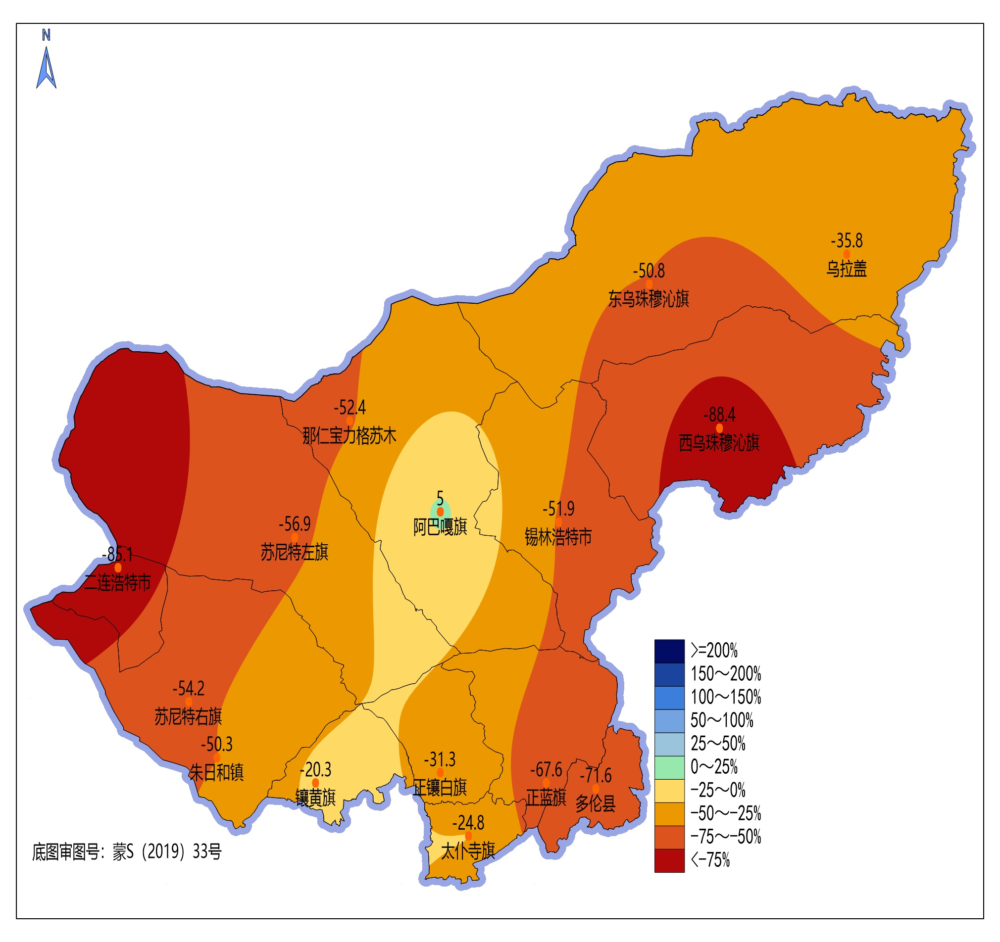 N
-35.8
乌拉盖
-50.8
东乌珠穆沁旗
-52.4
那仁宝力格苏木
-88.4
西乌珠穆沁旗
5
阿巴嘎旗
-51.9
锡林浩特市
-56.9
苏尼特左旗
-85.1
二连浩特市
-54.2
苏尼特右旗
-50.3
朱日和镇
-20.3
镶黄旗
-31.3
正镶白旗
-67.6
正蓝旗
-71.6
多伦县
-24.8
太仆寺旗
>=200%
150～200%
100～150%
50～100%
25～50%
0～25%
-25～0%
-50～-25%
-75～-50%
<-75%
底图审图号：蒙S（2019）33号